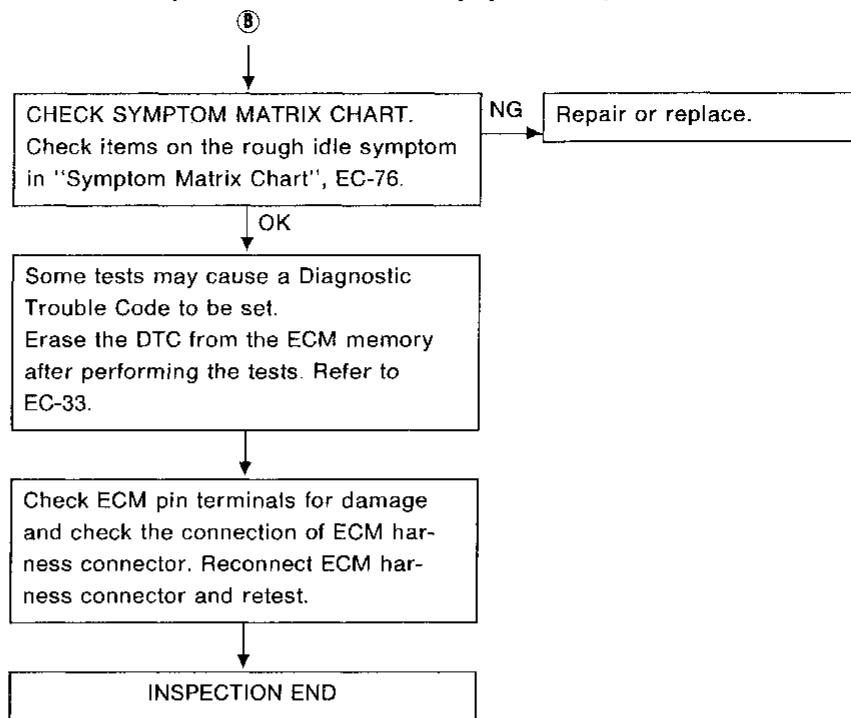 B
CHECK SYMPTOM MATRIX CHART.
Check items on the rough idle symptom
in "Symptom Matrix Chart", EC-76.
NG
Repair or replace.
OK
Some tests may cause a Diagnostic
Trouble Code to be set.
Erase the DTC from the ECM memory
after performing the tests. Refer to
EC-33.
Check ECM pin terminals for damage
and check the connection of ECM har-
ness connector. Reconnect ECM har-
ness connector and retest.
INSPECTION END